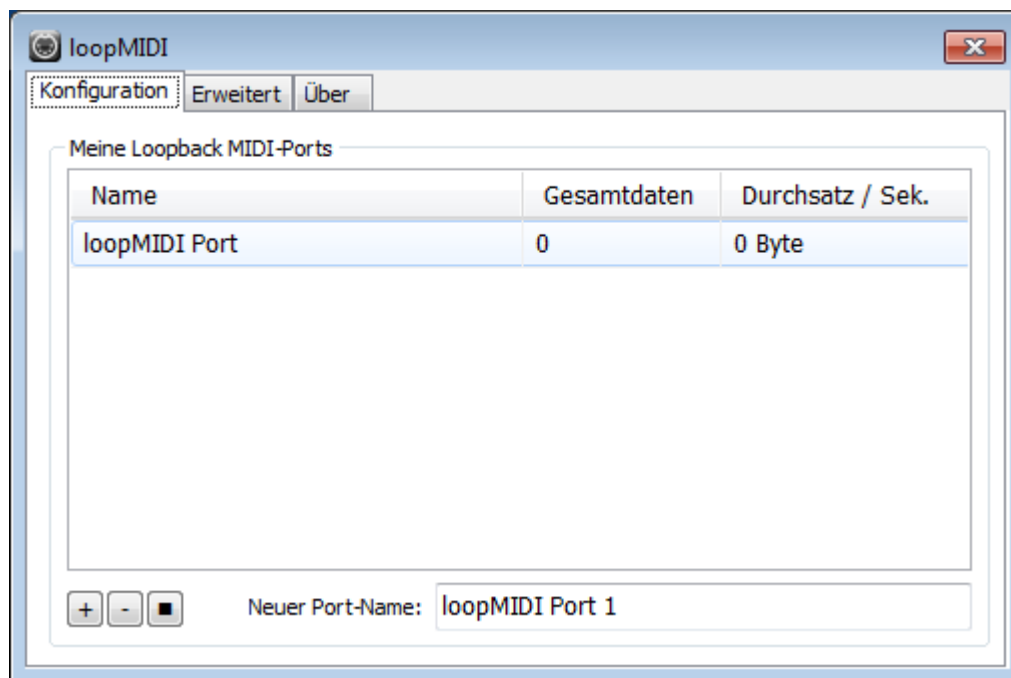 loopMIDI
Konfiguration Erweitert Über
Meine Loopback MIDI-Ports
Name Gesamtdaten Durchsatz / Sek.
loopMIDI Port 0 0 Byte
+ - ■ Neuer Port-Name: loopMIDI Port 1